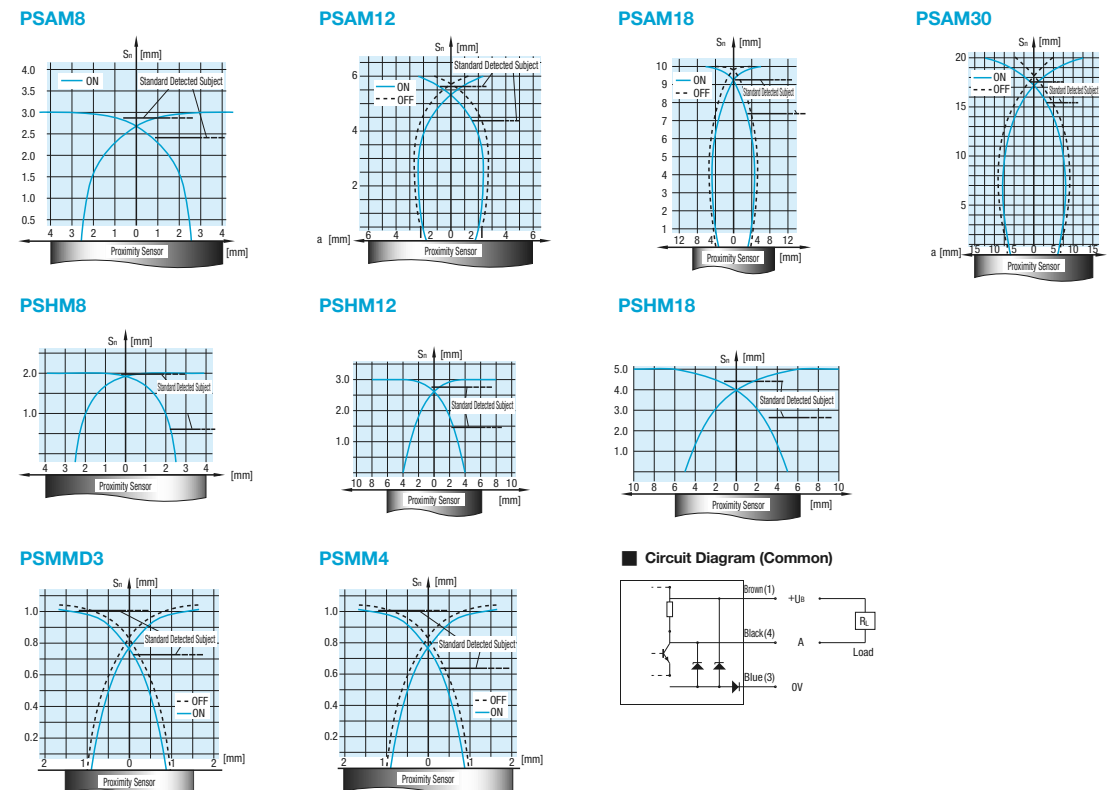 PSAM8
Sn [mm]
4.0
3.5
3.0
2.5
2.0
1.5
1.0
0.5
ON
Standard Detected Subject
4 3 2 1 0 1 2 3 4
Proximity Sensor
[mm]
PSAM12
Sn [mm]
6
4
2
ON
OFF
Standard Detected Subject
a [mm]
6 4 2 0 2 4 6
Proximity Sensor
PSAM18
Sn [mm]
10
9
8
7
6
5
4
3
2
1
ON
OFF
Standard Detected Subject
12 8 4 0 4 8 12
Proximity Sensor
[mm]
PSAM30
Sn [mm]
20
15
10
5
ON
OFF
Standard Detected Subject
a [mm]
15 10 5 0 5 10 15
Proximity Sensor
PSHM8
Sn [mm]
2.0
1.0
Standard Detected Subject
4 3 2 1 0 1 2 3 4
[mm]
Proximity Sensor
PSHM12
Sn [mm]
3.0
2.0
1.0
Standard Detected Subject
10 8 6 4 2 0 2 4 6 8 10
Proximity Sensor
[mm]
PSHM18
Sn [mm]
5.0
4.0
3.0
2.0
1.0
Standard Detected Subject
10 8 6 4 2 0 2 4 6 8 10
Proximity Sensor
[mm]
PSMMD3
Sn [mm]
1.0
0.8
0.6
0.4
0.2
Standard Detected Subject
OFF
ON
2 1 0 1 2
[mm]
Proximity Sensor
PSMM4
Sn [mm]
1.0
0.8
0.6
0.4
0.2
Standard Detected Subject
OFF
ON
2 1 0 1 2
[mm]
Proximity Sensor
■ Circuit Diagram (Common)
Brown(1)
+UB
RL
Black(4)
A
Load
Blue(3)
0V